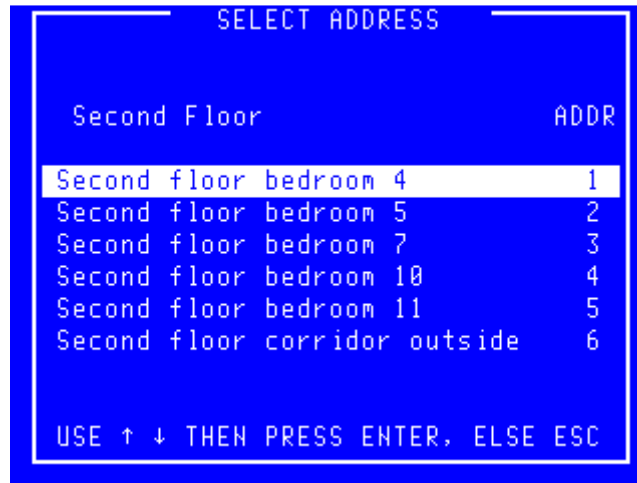 SELECT ADDRESS
Second Floor ADDR
Second floor bedroom 4 1
Second floor bedroom 5 2
Second floor bedroom 7 3
Second floor bedroom 10 4
Second floor bedroom 11 5
Second floor corridor outside 6
USE ↑ ↓ THEN PRESS ENTER, ELSE ESC